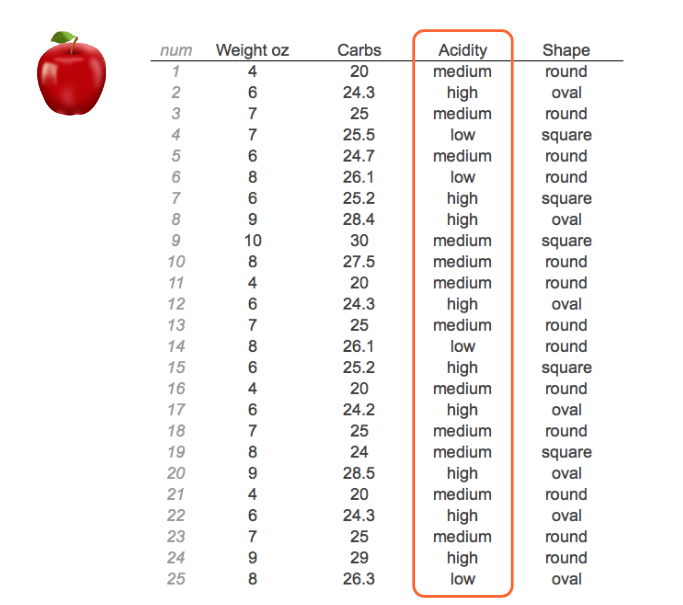 num Weight oz Carbs Acidity Shape
1 4 20 medium round
2 6 24.3 high oval
3 7 25 medium round
4 7 25.5 low square
5 6 24.7 medium round
6 8 26.1 low round
7 6 25.2 high square
8 9 28.4 high oval
9 10 30 medium square
10 8 27.5 medium round
11 4 20 medium round
12 6 24.3 high oval
13 7 25 medium round
14 8 26.1 low round
15 6 25.2 high square
16 4 20 medium round
17 6 24.2 high oval
18 7 25 medium round
19 8 24 medium square
20 9 28.5 high oval
21 4 20 medium round
22 6 24.3 high oval
23 7 25 medium round
24 9 29 high round
25 8 26.3 low oval